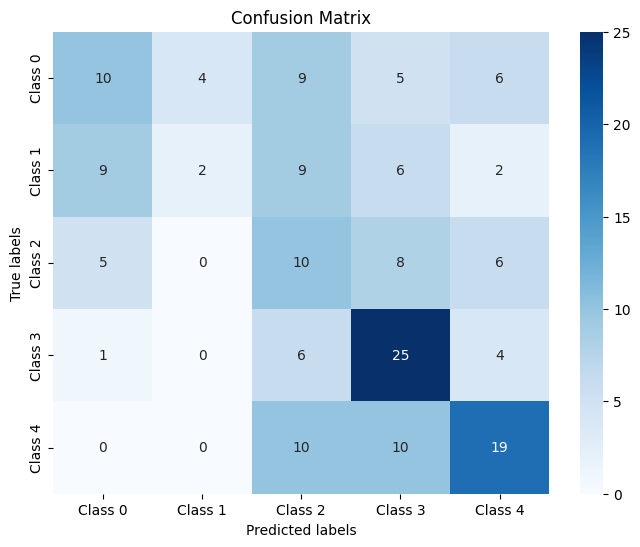 Confusion Matrix
True labels
Class 0
10 4 9 5 6
Class 1
9 2 9 6 2
Class 2
5 0 10 8 6
Class 3
1 0 6 25 4
Class 4
0 0 10 10 19
Class 0 Class 1 Class 2 Class 3 Class 4
Predicted labels
25
20
15
10
5
0